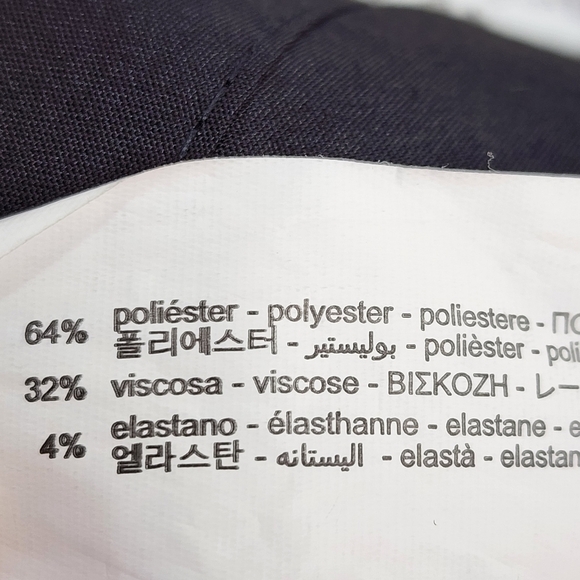 64% poliéster - polyester - poliestere - ΠΟ
폴리에스터 - بوليستير - polièster - poli
32% viscosa - viscose - ΒΙΣΚΟΖΗ - レー
4% elastano - élasthanne - elastane - e
엘라스탄 - اليستانه - elastà - elastan